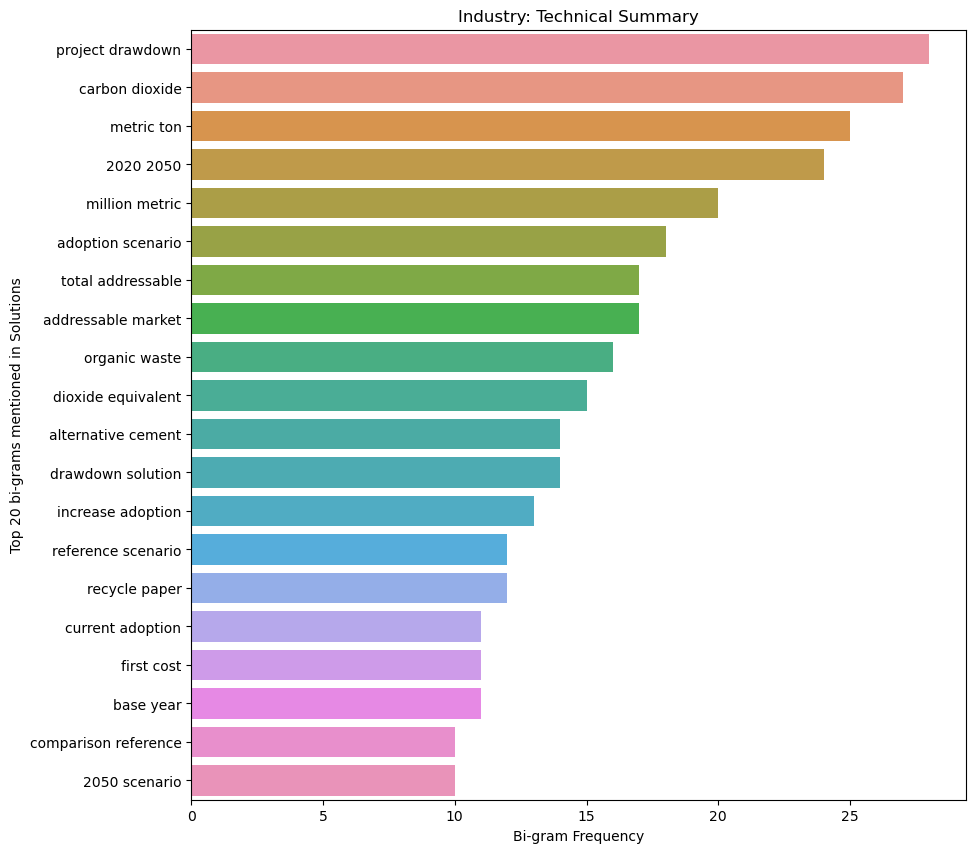 Industry: Technical Summary
Top 20 bi-grams mentioned in Solutions
project drawdown
carbon dioxide
metric ton
2020 2050
million metric
adoption scenario
total addressable
addressable market
organic waste
dioxide equivalent
alternative cement
drawdown solution
increase adoption
reference scenario
recycle paper
current adoption
first cost
base year
comparison reference
2050 scenario
0 5 10 15 20 25
Bi-gram Frequency